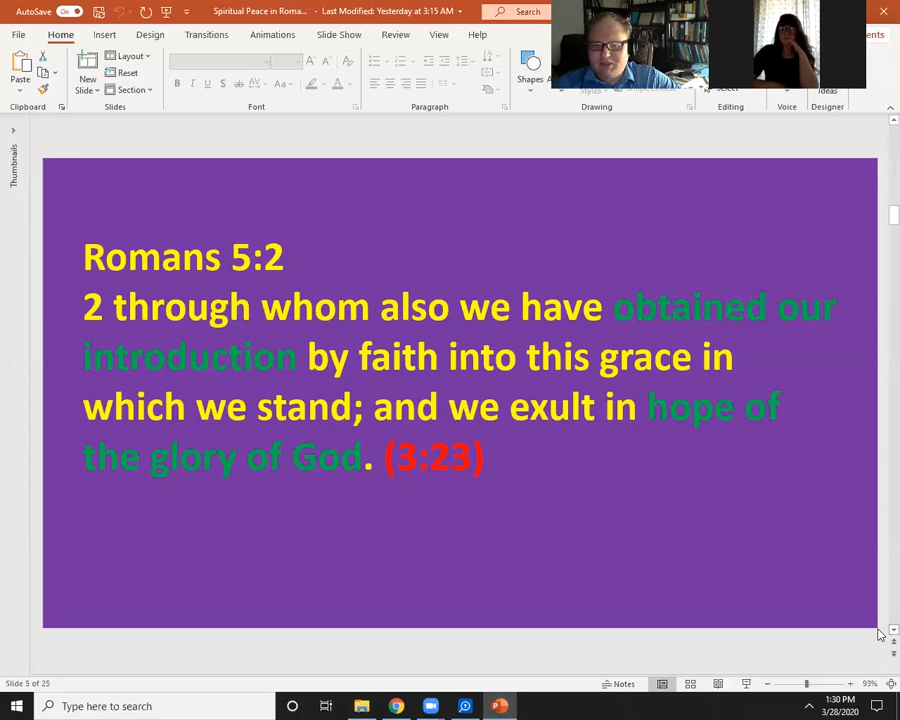 AutoSave On Spiritual Peace in Roma... - Last Modified: Yesterday at 3:15 AM Search
File Home Insert Design Transitions Animations Slide Show Review View Help
Paste New Slide Layout Reset Section Shapes
Clipboard Slides Font Paragraph Drawing Editing Voice Designer
Ideas
Thumbnails
Romans 5:2
2 through whom also we have obtained our
introduction by faith into this grace in
which we stand; and we exult in hope of
the glory of God. (3:23)
Slide 5 of 25 Notes 93%
Type here to search 1:30 PM
3/28/2020